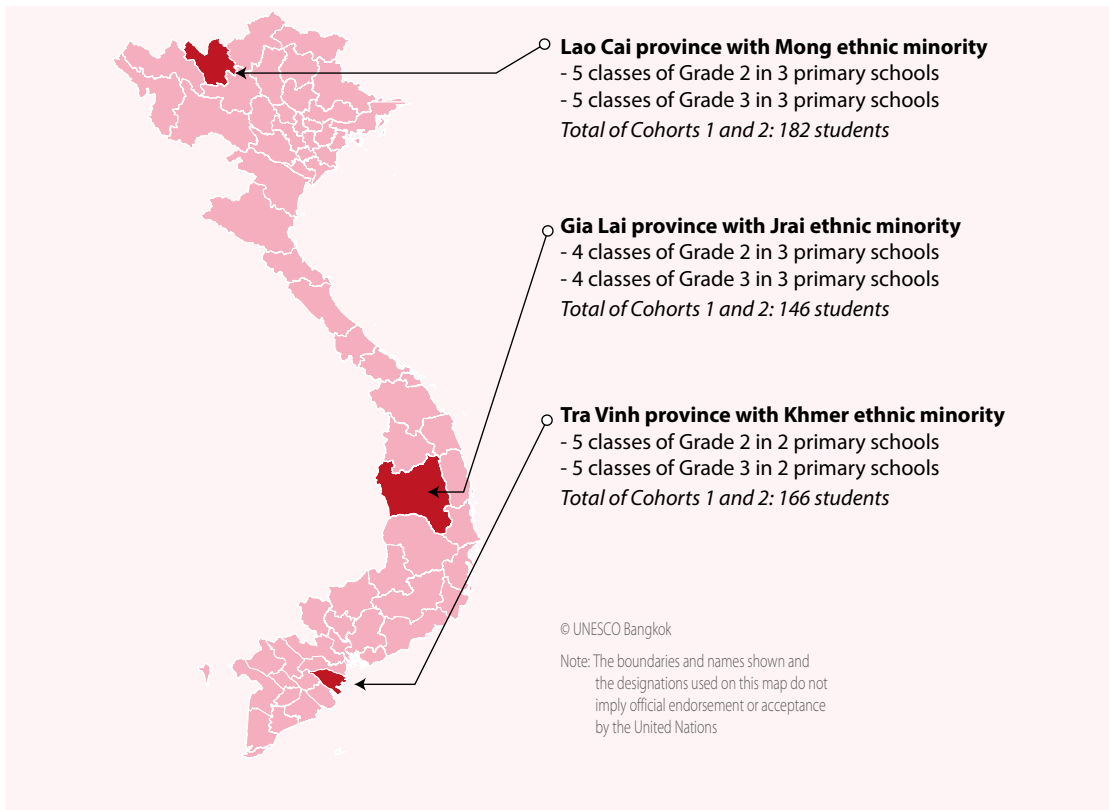 Lao Cai province with Mong ethnic minority
- 5 classes of Grade 2 in 3 primary schools
- 5 classes of Grade 3 in 3 primary schools
Total of Cohorts 1 and 2: 182 students
Gia Lai province with Jrai ethnic minority
- 4 classes of Grade 2 in 3 primary schools
- 4 classes of Grade 3 in 3 primary schools
Total of Cohorts 1 and 2: 146 students
Tra Vinh province with Khmer ethnic minority
- 5 classes of Grade 2 in 2 primary schools
- 5 classes of Grade 3 in 2 primary schools
Total of Cohorts 1 and 2: 166 students
© UNESCO Bangkok
Note: The boundaries and names shown and
the designations used on this map do not
imply official endorsement or acceptance
by the United Nations